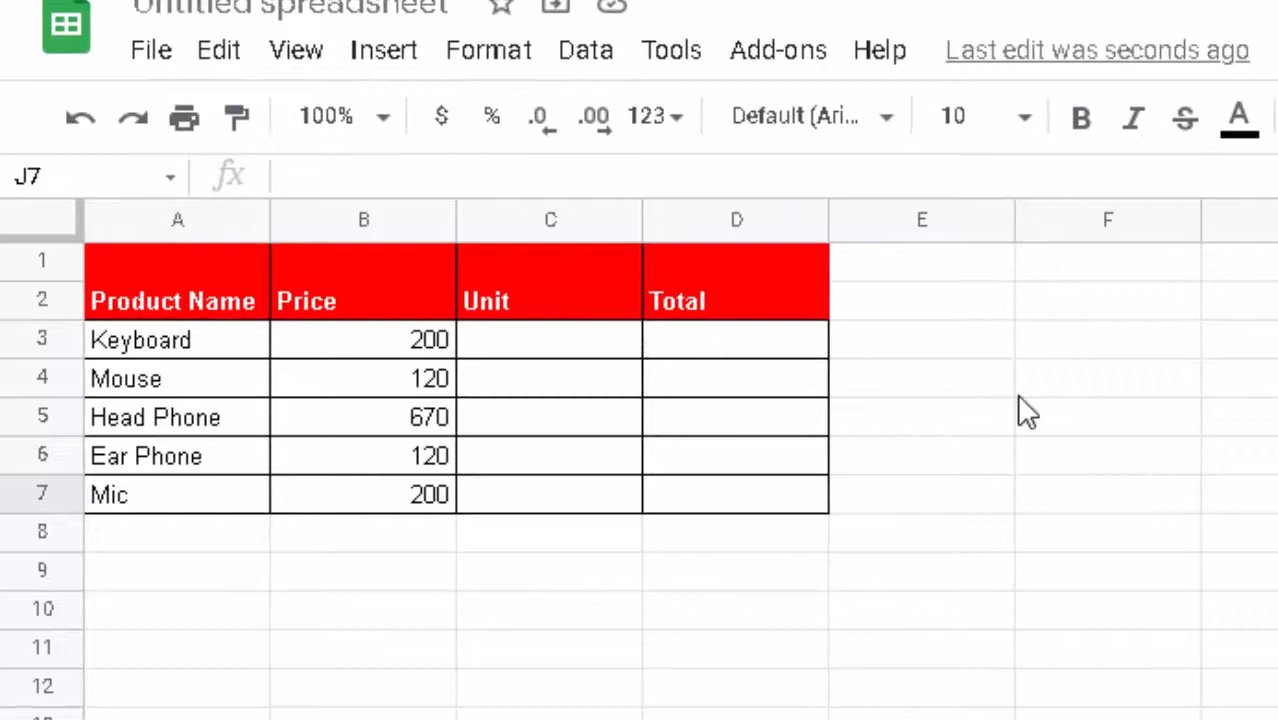 Untitled spreadsheet
File Edit View Insert Format Data Tools Add-ons Help Last edit was seconds ago
100% $ % .0 .00 123 Default (Ari... 10 B I S A
J7 fx
A B C D E F
1
2 Product Name Price Unit Total
3 Keyboard 200
4 Mouse 120
5 Head Phone 670
6 Ear Phone 120
7 Mic 200
8
9
10
11
12